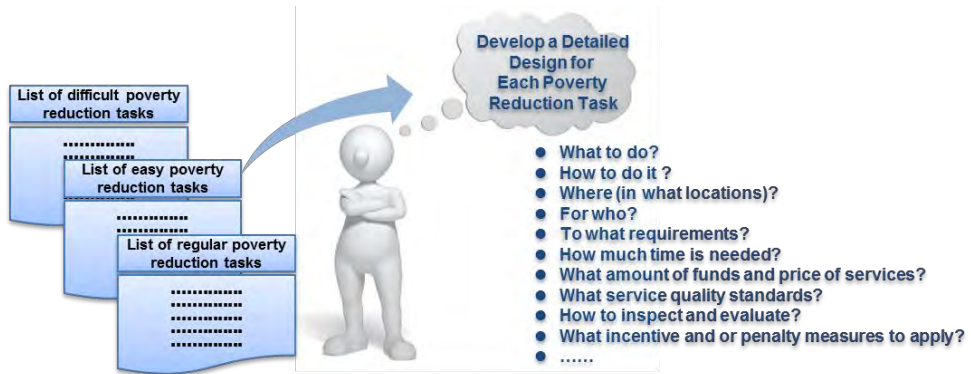 List of difficult poverty
reduction tasks
List of easy poverty
reduction tasks
List of regular poverty
reduction tasks
Develop a Detailed
Design for
Each Poverty
Reduction Task
● What to do?
● How to do it ?
● Where (in what locations)?
● For who?
● To what requirements?
● How much time is needed?
● What amount of funds and price of services?
● What service quality standards?
● How to inspect and evaluate?
● What incentive and or penalty measures to apply?
● ......